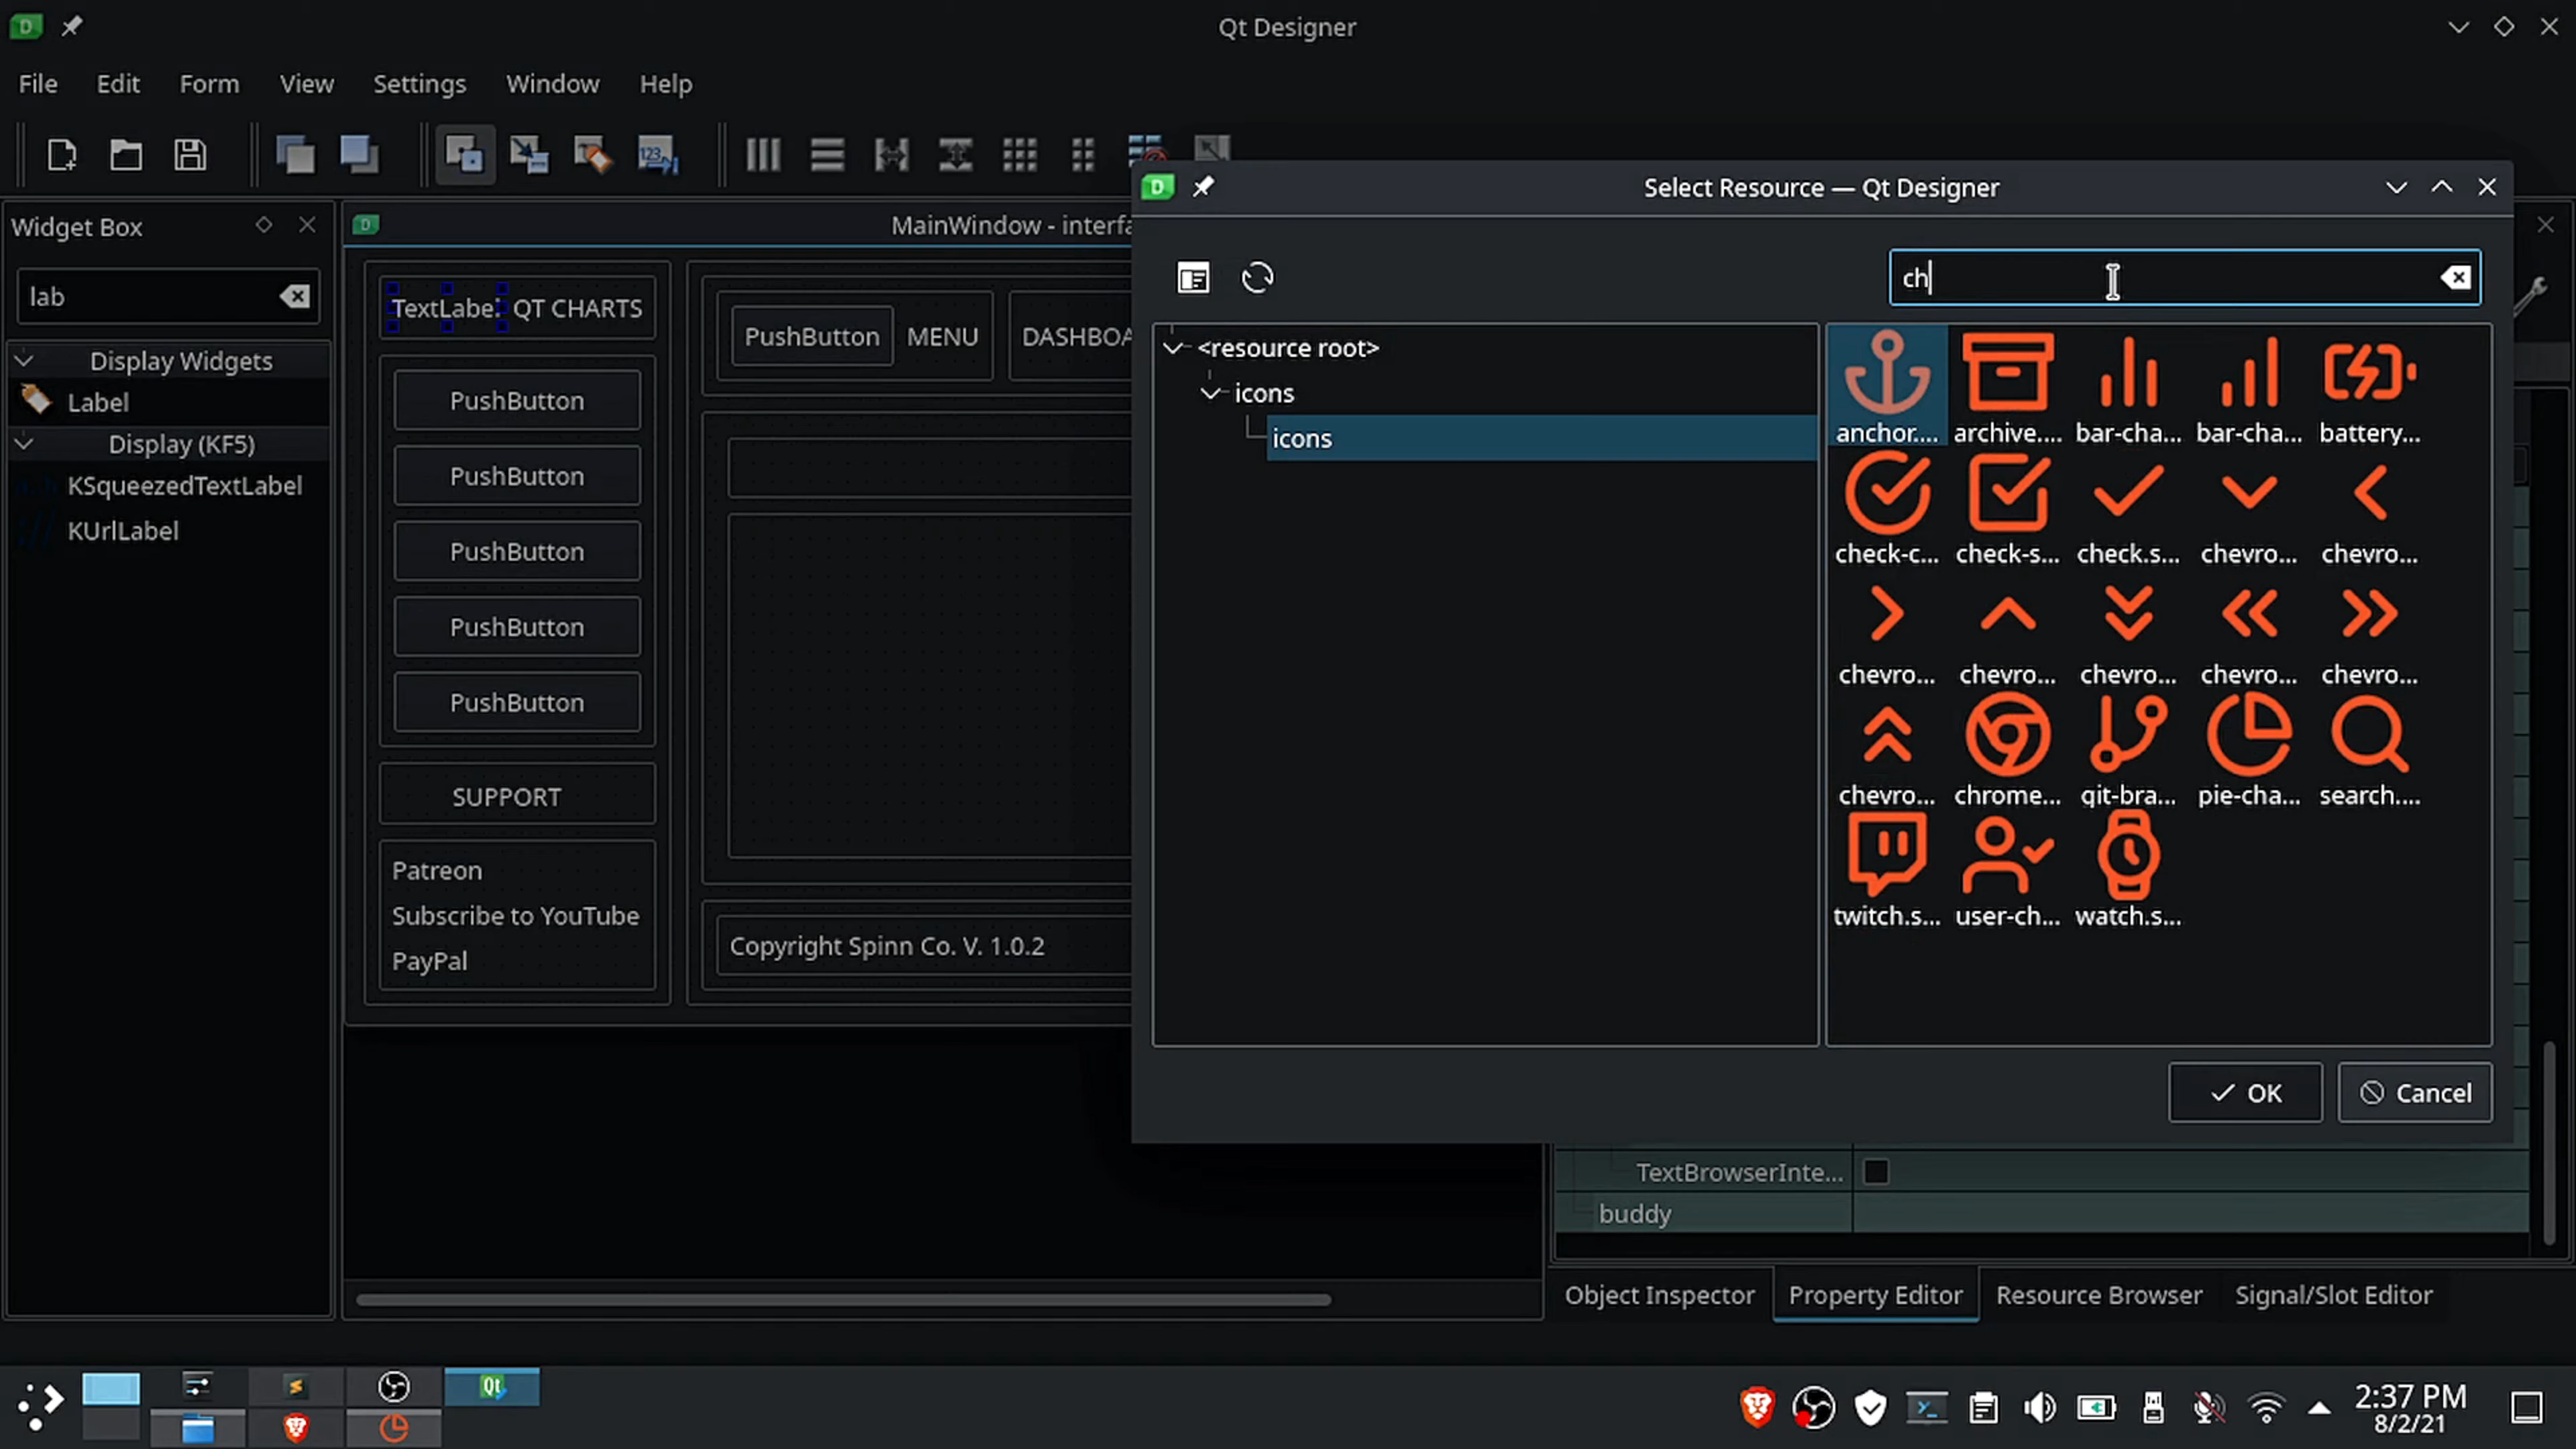 Qt Designer
File Edit Form View Settings Window Help
123
Widget Box
lab
Display Widgets
Label
Display (KF5)
KSqueezedTextLabel
KUrlLabel
MainWindow - interfa
TextLabel QT CHARTS
PushButton
PushButton
PushButton
PushButton
PushButton
SUPPORT
Patreon
Subscribe to YouTube
PayPal
PushButton MENU DASHBOA
Copyright Spinn Co. V. 1.0.2
Select Resource — Qt Designer
ch
<resource root>
icons
icons
anchor.... archive.... bar-cha... bar-cha... battery...
check-c... check-s... check.s... chevro... chevro...
chevro... chevro... chevro... chevro... chevro...
chevro... chrome... git-bra... pie-cha... search....
twitch.s... user-ch... watch.s...
OK Cancel
TextBrowserInte...
buddy
Object Inspector Property Editor Resource Browser Signal/Slot Editor
Qt
2:37 PM
8/2/21